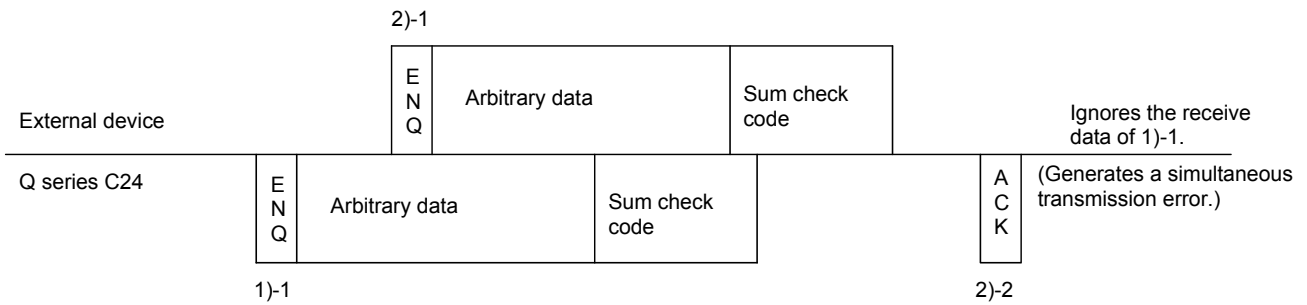 2)-1
E
N
Q
Arbitrary data
Sum check
code
External device
Ignores the receive
data of 1)-1.
Q series C24
E
N
Q
Arbitrary data
Sum check
code
A
C
K
(Generates a simultaneous
transmission error.)
1)-1
2)-2